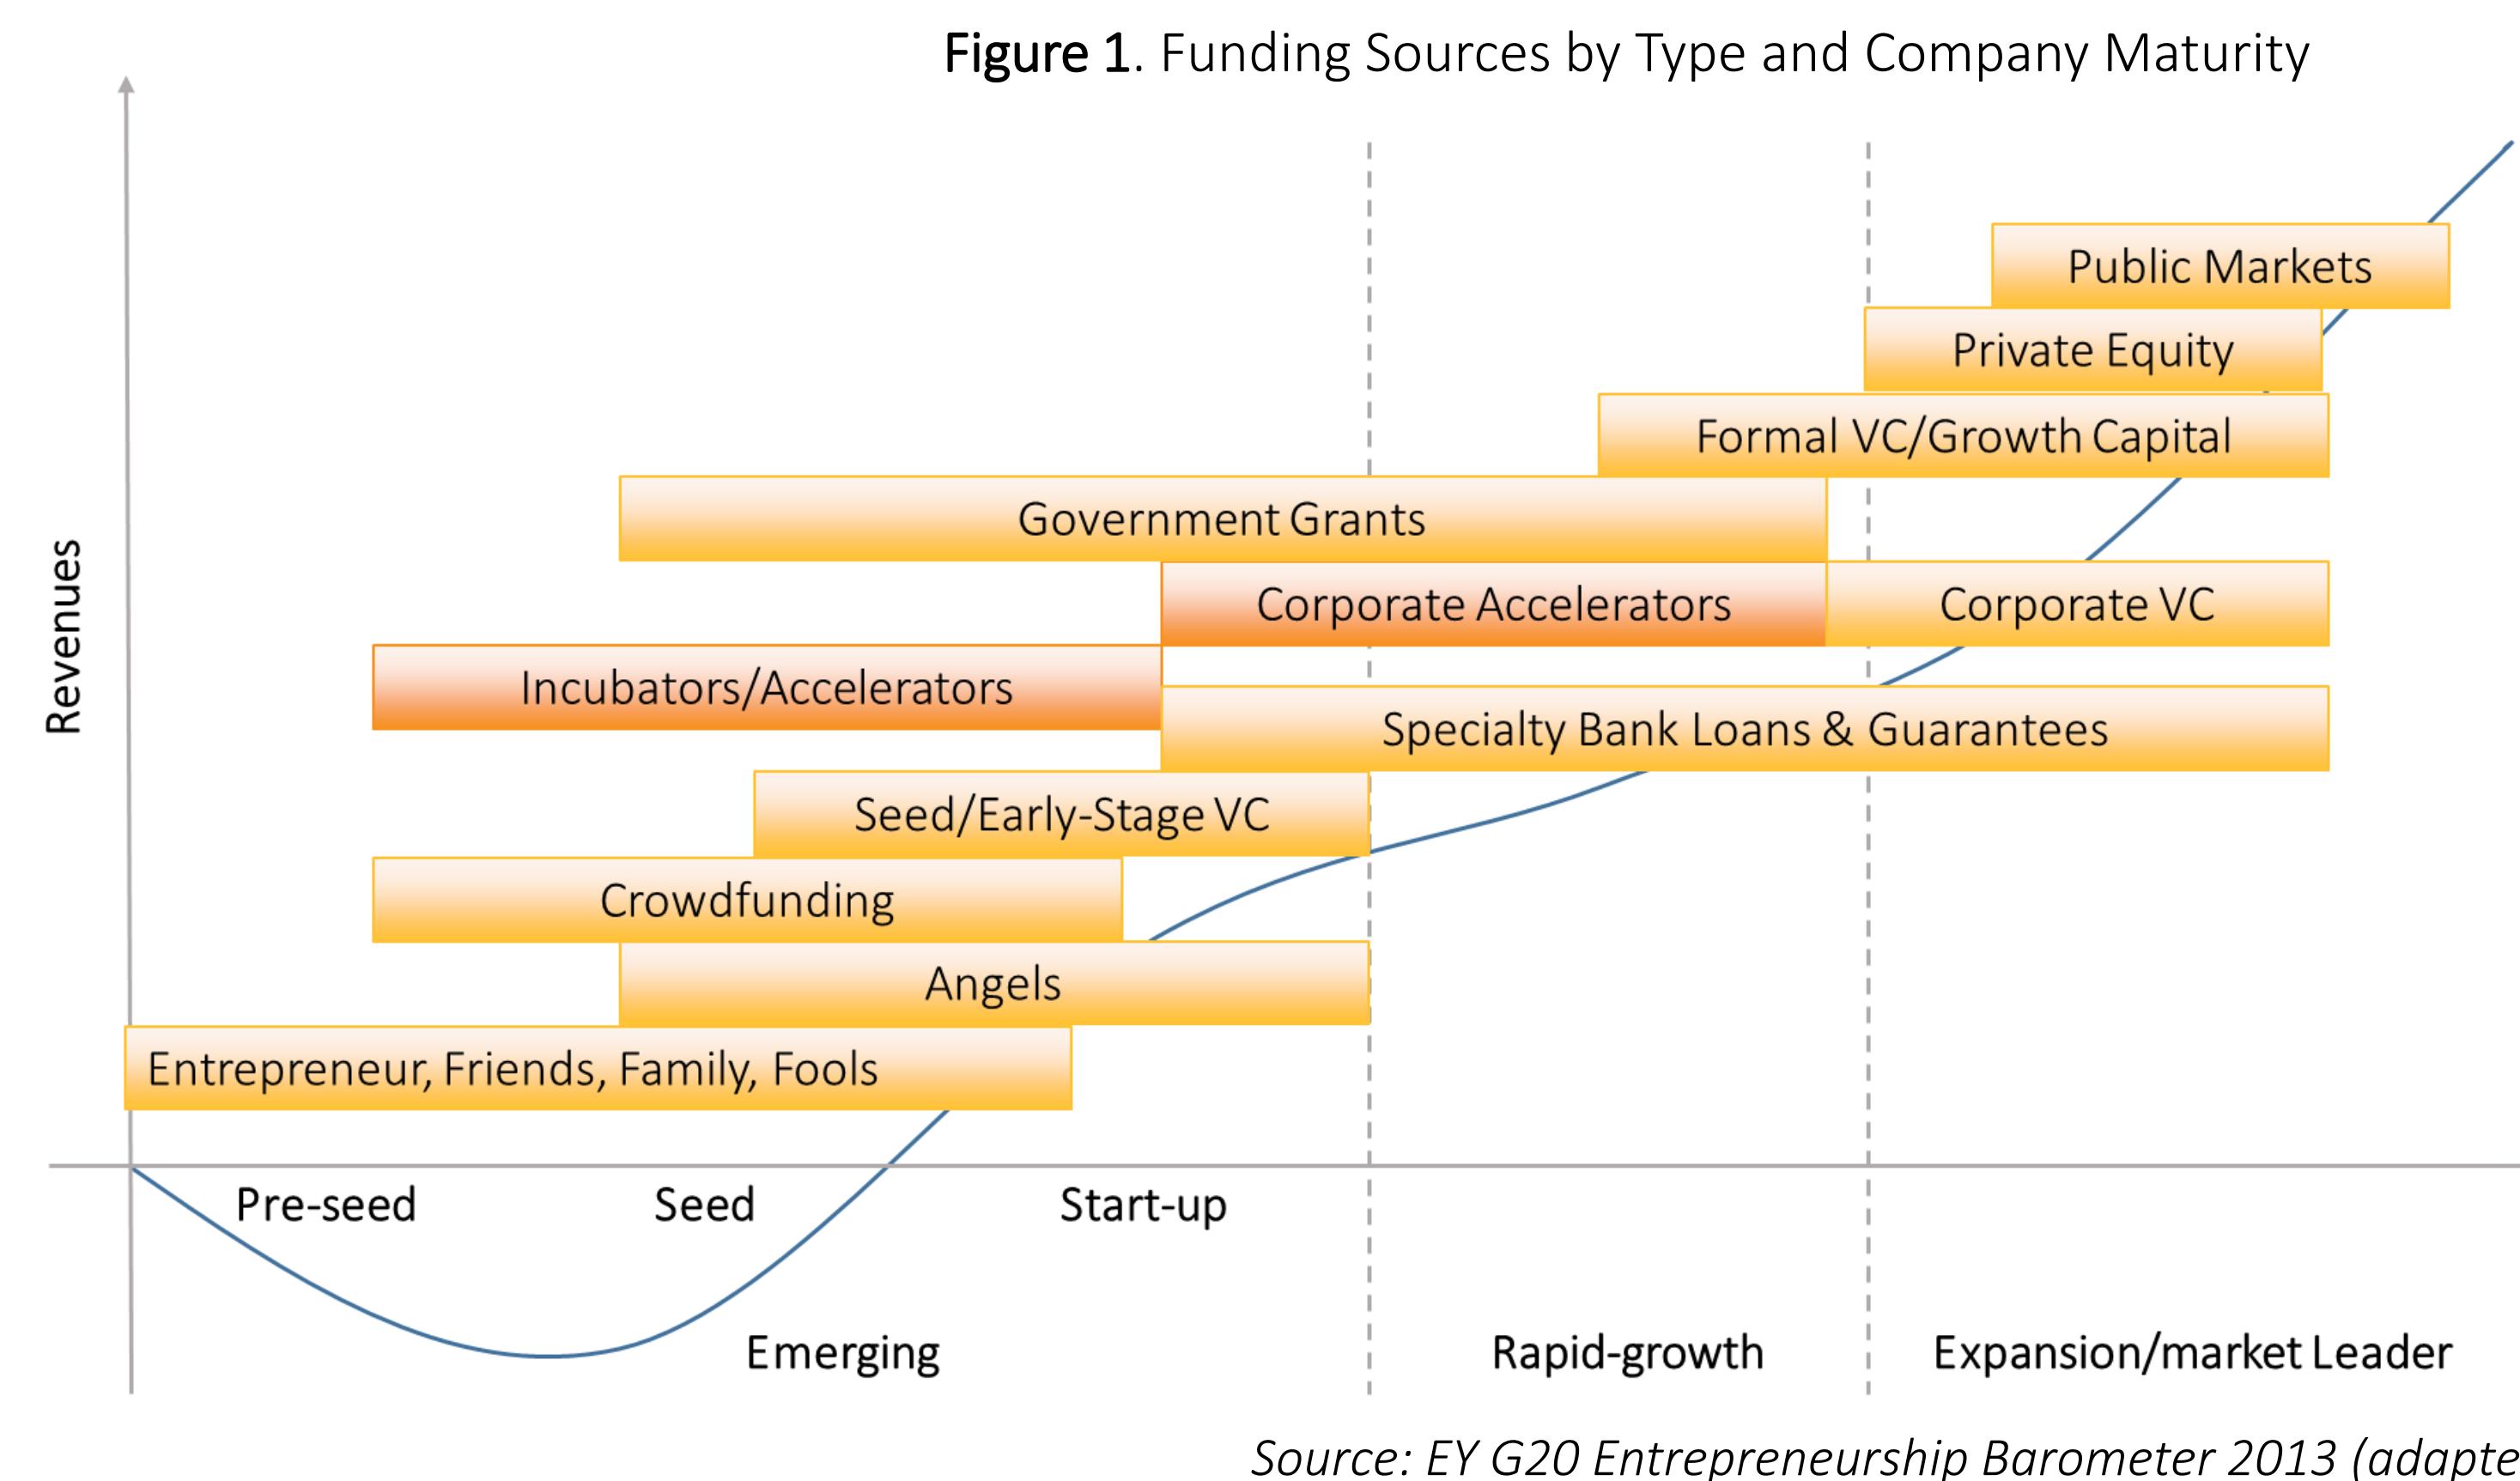 Figure 1. Funding Sources by Type and Company Maturity
Public Markets
Private Equity
Formal VC/Growth Capital
Government Grants
Corporate Accelerators
Corporate VC
Incubators/Accelerators
Specialty Bank Loans & Guarantees
Seed/Early-Stage VC
Crowdfunding
Angels
Entrepreneur, Friends, Family, Fools
Revenues
Pre-seed
Seed
Start-up
Emerging
Rapid-growth
Expansion/market Leader
Source: EY G20 Entrepreneurship Barometer 2013 (adapte